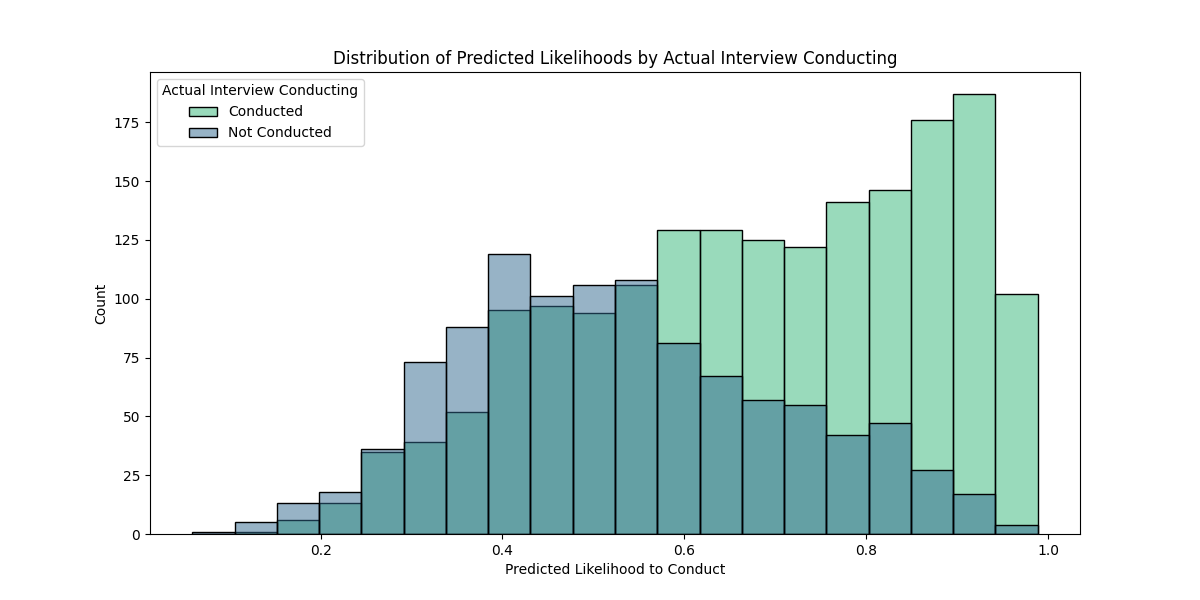 Distribution of Predicted Likelihoods by Actual Interview Conducting
Actual Interview Conducting
Conducted
Not Conducted
175
150
125
100
75
50
25
0
Count
0.2 0.4 0.6 0.8 1.0
Predicted Likelihood to Conduct